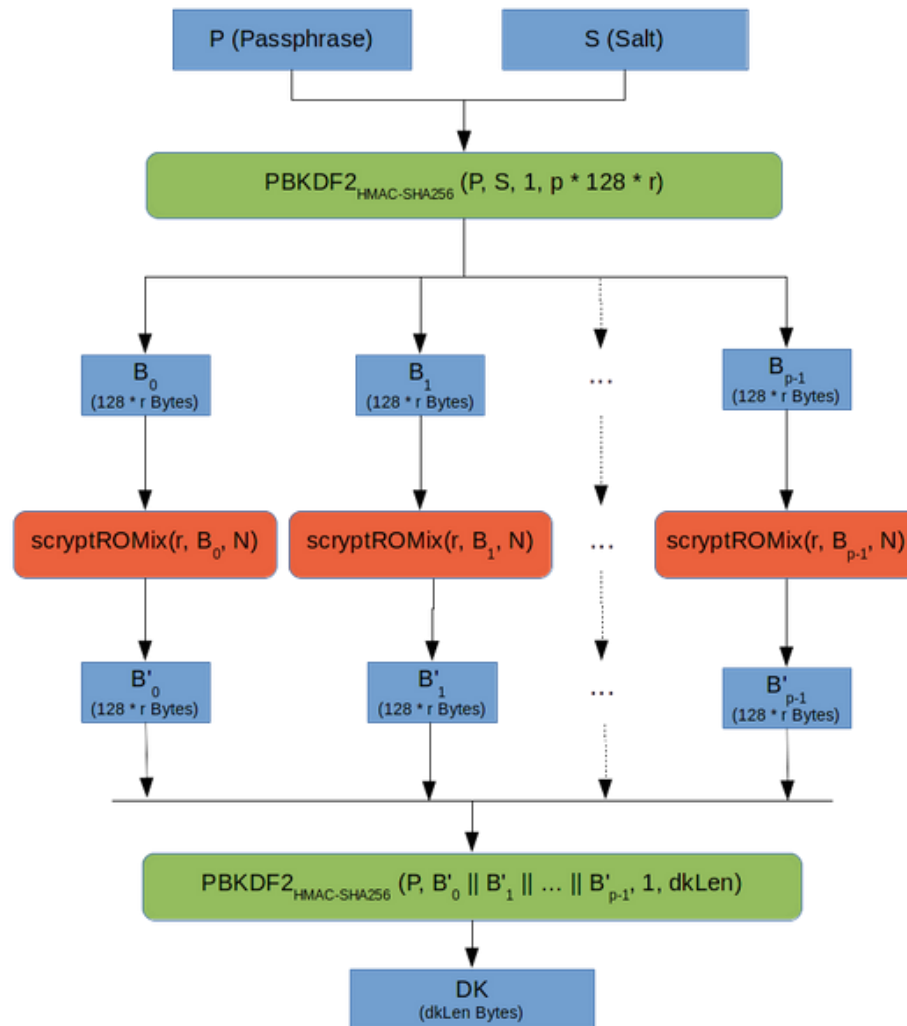 P (Passphrase)
S (Salt)
PBKDF2HMAC-SHA256 (P, S, 1, p * 128 * r)
B0
(128 * r Bytes)
B1
(128 * r Bytes)
...
Bp-1
(128 * r Bytes)
scryptROMix(r, B0, N)
scryptROMix(r, B1, N)
...
scryptROMix(r, Bp-1, N)
B'0
(128 * r Bytes)
B'1
(128 * r Bytes)
...
B'p-1
(128 * r Bytes)
PBKDF2HMAC-SHA256 (P, B'0 || B'1 || ... || B'p-1, 1, dkLen)
DK
(dkLen Bytes)